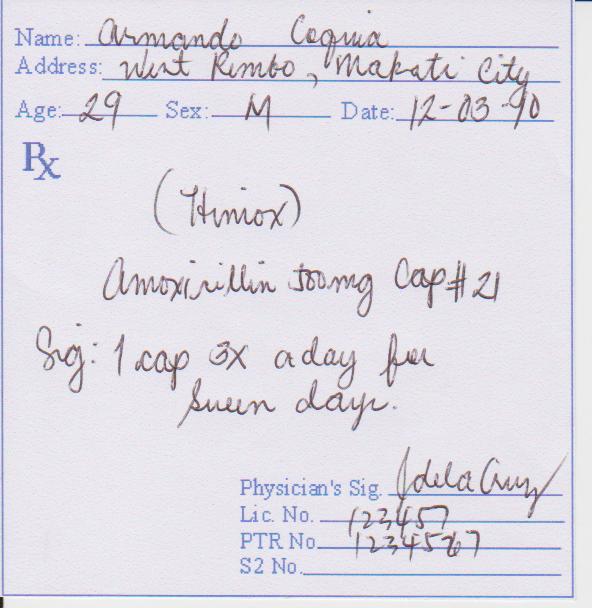 Name: Armando Coquia
Address: West Rembo, Makati City
Age: 29 Sex: M Date: 12-03-90
Rx
(Himox)
Amoxicillin 500mg Cap # 21
Sig: 1 cap 3x a day for
seven days.
Physician's Sig. Jdela Cruz
Lic. No. 123457
PTR No. 1234567
S2 No.